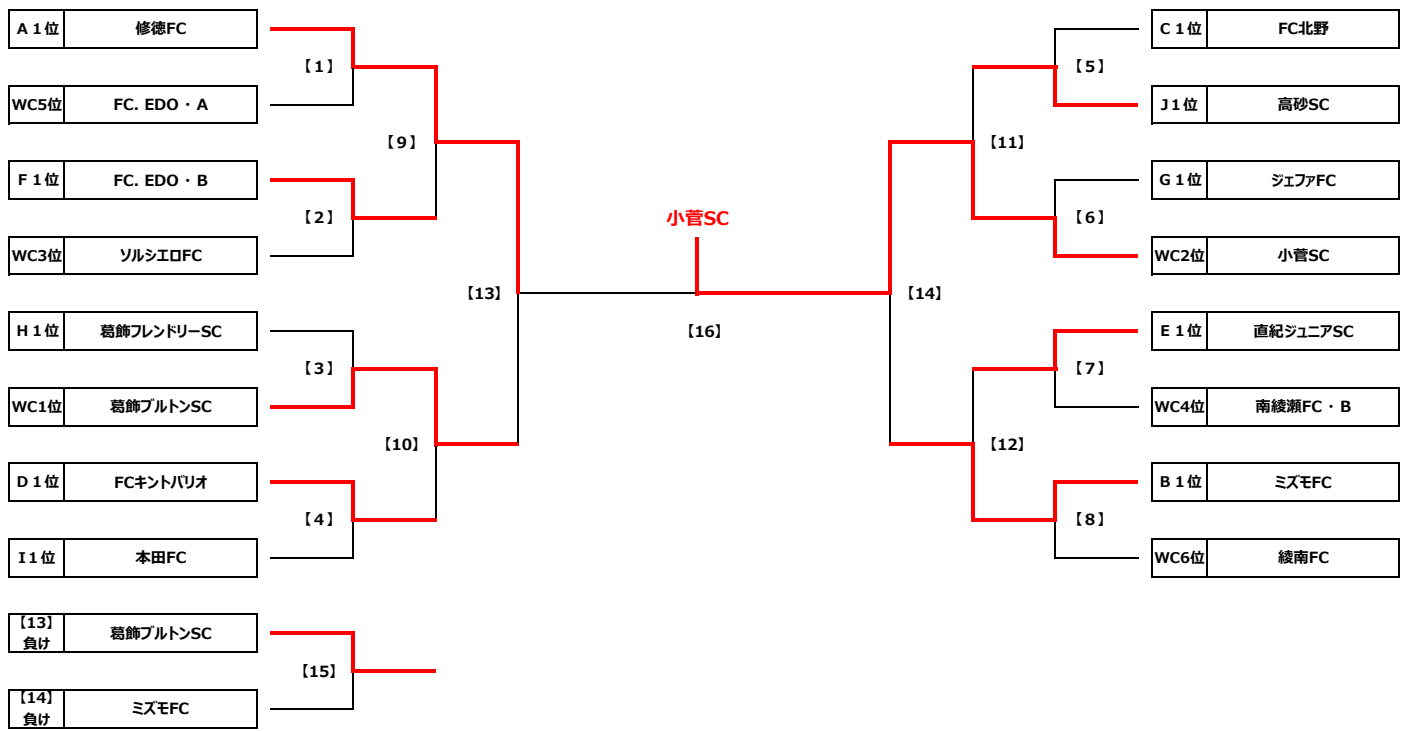 A 1位 修徳FC
【1】
WC5位 FC. EDO・A
【9】
F 1位 FC. EDO・B
【2】
WC3位 ソルシエロFC
【13】
H 1位 葛飾フレンドリーSC
【3】
WC1位 葛飾ブルトンSC
【10】
D 1位 FCキントバリオ
【4】
I1位 本田FC
【13】
負け
葛飾ブルトンSC
【15】
【14】
負け
ミズモFC
小菅SC
【16】
C 1位 FC北野
【5】
J1位 高砂SC
【11】
G 1位 ジェファFC
【6】
WC2位 小菅SC
【14】
E 1位 直紀ジュニアSC
【7】
WC4位 南綾瀬FC・B
【12】
B 1位 ミズモFC
【8】
WC6位 綾南FC